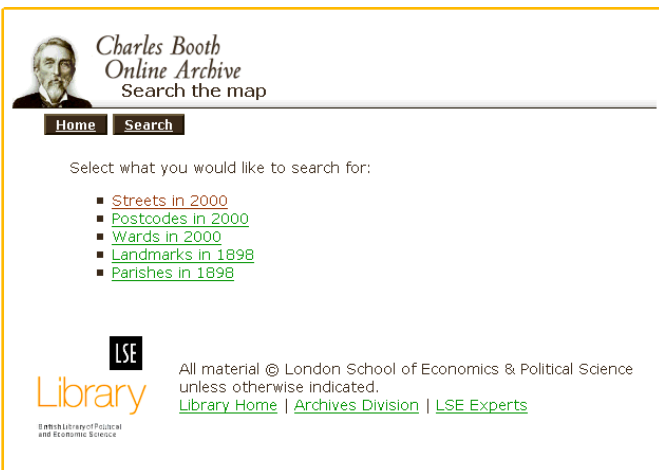 Charles Booth
Online Archive
Search the map
Home Search
Select what you would like to search for:
Streets in 2000
Postcodes in 2000
Wards in 2000
Landmarks in 1898
Parishes in 1898
LSE
Library
British Library of Political
and Economic Science
All material © London School of Economics & Political Science
unless otherwise indicated.
Library Home | Archives Division | LSE Experts